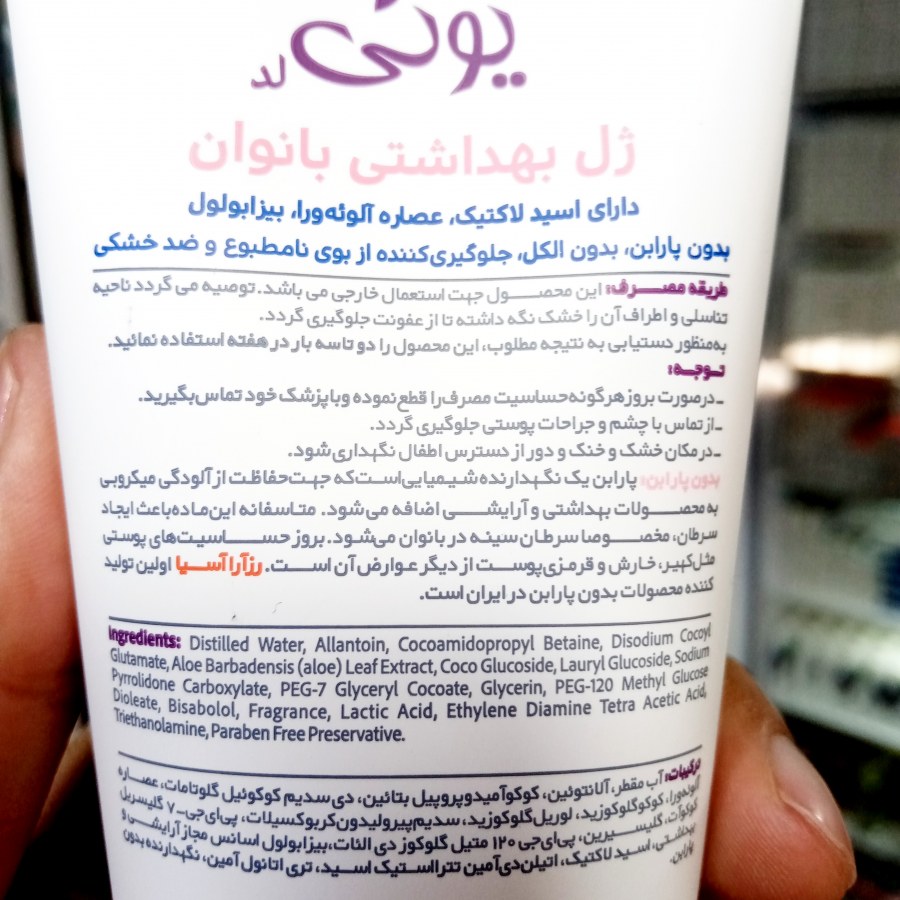 یونی لد
ژل بهداشتی بانوان
دارای اسید لاکتیک، عصاره آلوئه‌ورا، بیزابولول
بدون پارابن، بدون الکل، جلوگیری‌کننده از بوی نامطبوع و ضد خشکی
طریقه مصرف: این محصول جهت استعمال خارجی می باشد. توصیه می گردد ناحیه
تناسلی و اطراف آن را خشک نگه داشته تا از عفونت جلوگیری گردد.
به‌منظور دستیابی به نتیجه مطلوب، این محصول را دو تا سه بار در هفته استفاده نمائید.
توجه:
ـ در صورت بروز هرگونه حساسیت مصرف را قطع نموده و با پزشک خود تماس بگیرید.
ـ از تماس با چشم و جراحات پوستی جلوگیری گردد.
ـ در مکان خشک و خنک و دور از دسترس اطفال نگهداری شود.
بدون پارابن: پارابن یک نگهدارنده شیمیایی است که جهت حفاظت از آلودگی میکروبی
به محصولات بهداشتی و آرایشی اضافه می شود. متاسفانه این ماده باعث ایجاد
سرطان، مخصوصا سرطان سینه در بانوان می‌شود. بروز حساسیت‌های پوستی
مثل کهیر، خارش و قرمزی پوست از دیگر عوارض آن است. رزآرا آسیا اولین تولید
کننده محصولات بدون پارابن در ایران است.
Ingredients: Distilled Water, Allantoin, Cocoamidopropyl Betaine, Disodium Cocoyl
Glutamate, Aloe Barbadensis (aloe) Leaf Extract, Coco Glucoside, Lauryl Glucoside, Sodium
Pyrrolidone Carboxylate, PEG-7 Glyceryl Cocoate, Glycerin, PEG-120 Methyl Glucose
Dioleate, Bisabolol, Fragrance, Lactic Acid, Ethylene Diamine Tetra Acetic Acid,
Triethanolamine, Paraben Free Preservative.
ترکیبات: آب مقطر، آلانتوئین، کوکوآمیدوپروپیل بتائین، دی سدیم کوکوئیل گلوتامات، عصاره
آلوئه‌ورا، کوکوگلوکوزید، لوریل گلوکوزید، سدیم پیرولیدون کربوکسیلات، پی‌ای‌جی-۷ گلیسریل
کوکوآت، گلیسیرین، پی‌ای‌جی ۱۲۰ متیل گلوکوز دی الئات، بیزابولول اسانس مجاز آرایشی و
بهداشتی، اسید لاکتیک، اتیلن‌دی‌آمین تترا استیک اسید، تری اتانول آمین، نگهدارنده بدون
پارابن.